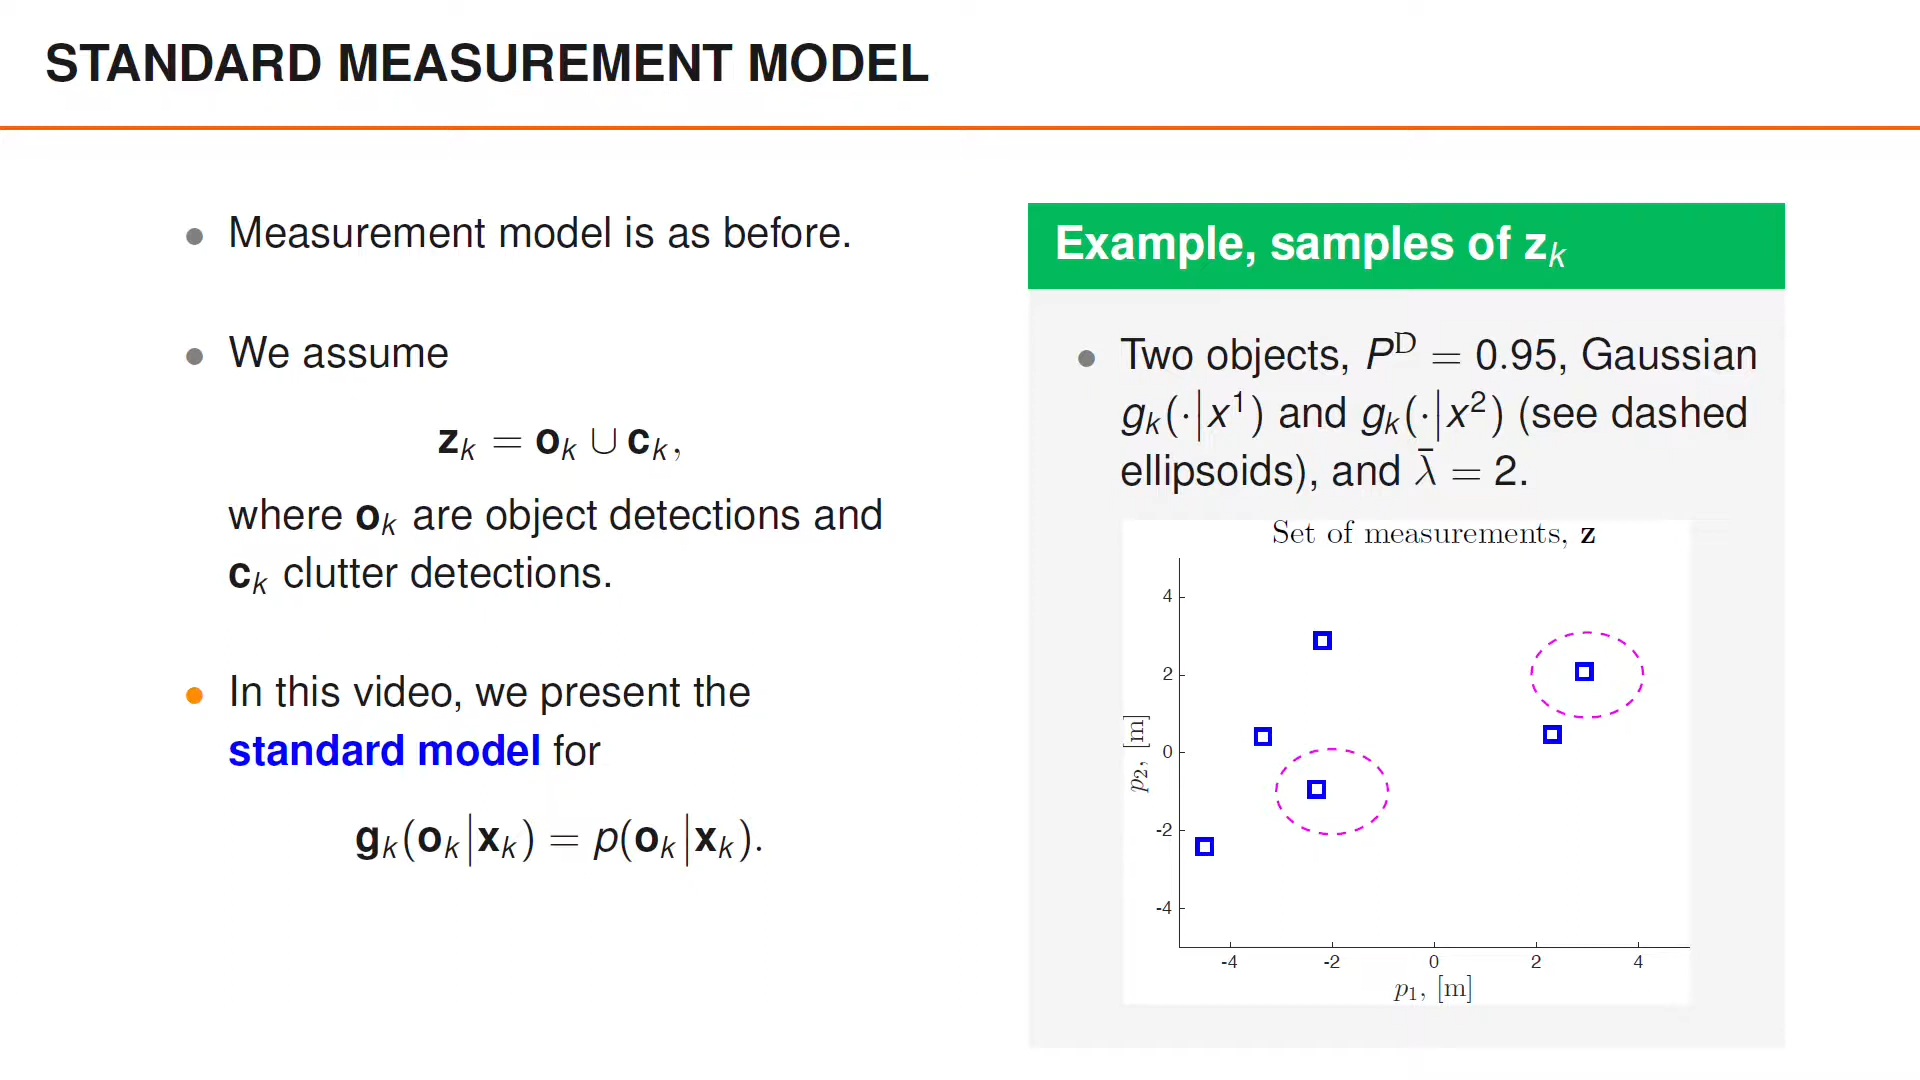 STANDARD MEASUREMENT MODEL
• Measurement model is as before.
• We assume
𝐳ₖ = 𝐨ₖ ∪ 𝐜ₖ,
where 𝐨ₖ are object detections and
𝐜ₖ clutter detections.
• In this video, we present the
standard model for
𝐠ₖ(𝐨ₖ|𝐱ₖ) = p(𝐨ₖ|𝐱ₖ).
Example, samples of 𝐳ₖ
• Two objects, Pᴰ = 0.95, Gaussian
gₖ(·|x¹) and gₖ(·|x²) (see dashed
ellipsoids), and λ̄ = 2.
Set of measurements, 𝐳
4
2
0
-2
-4
p₂, [m]
-4 -2 0 2 4
p₁, [m]